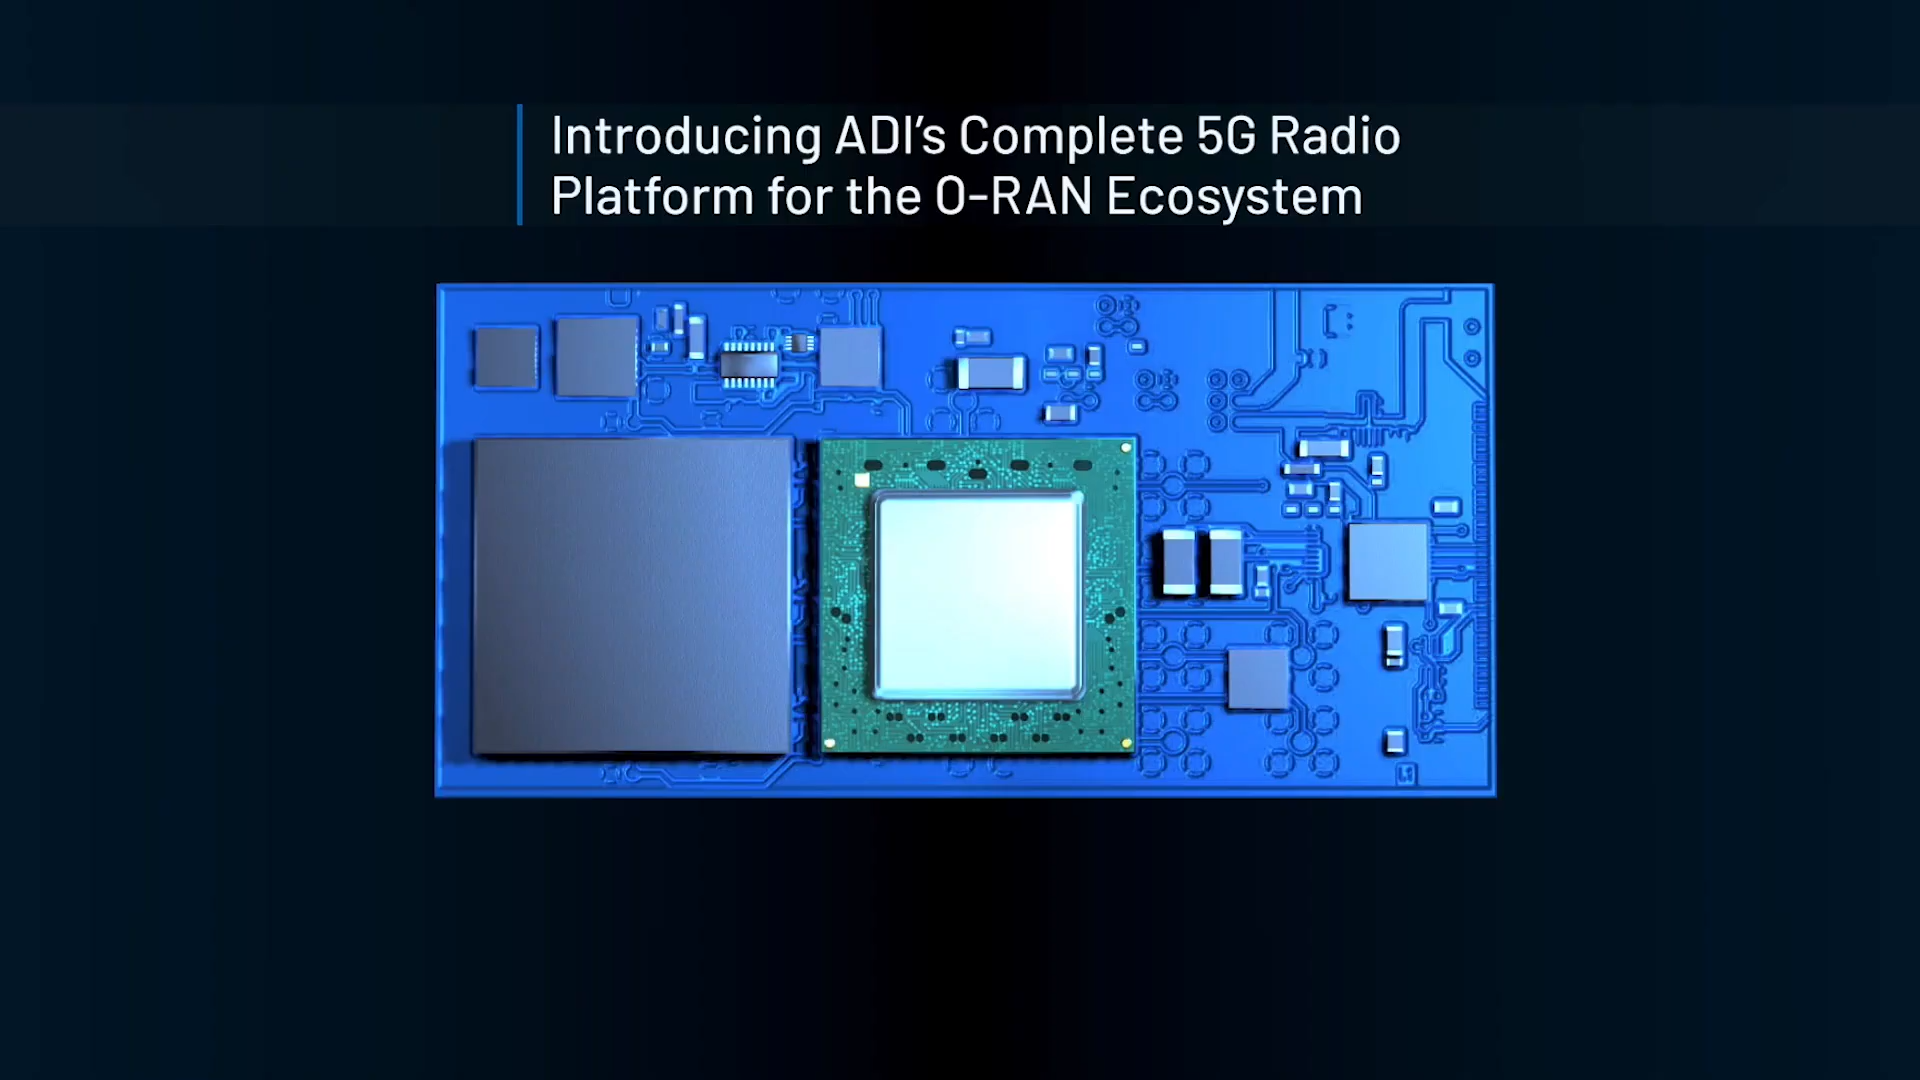 Introducing ADI’s Complete 5G Radio
Platform for the O-RAN Ecosystem